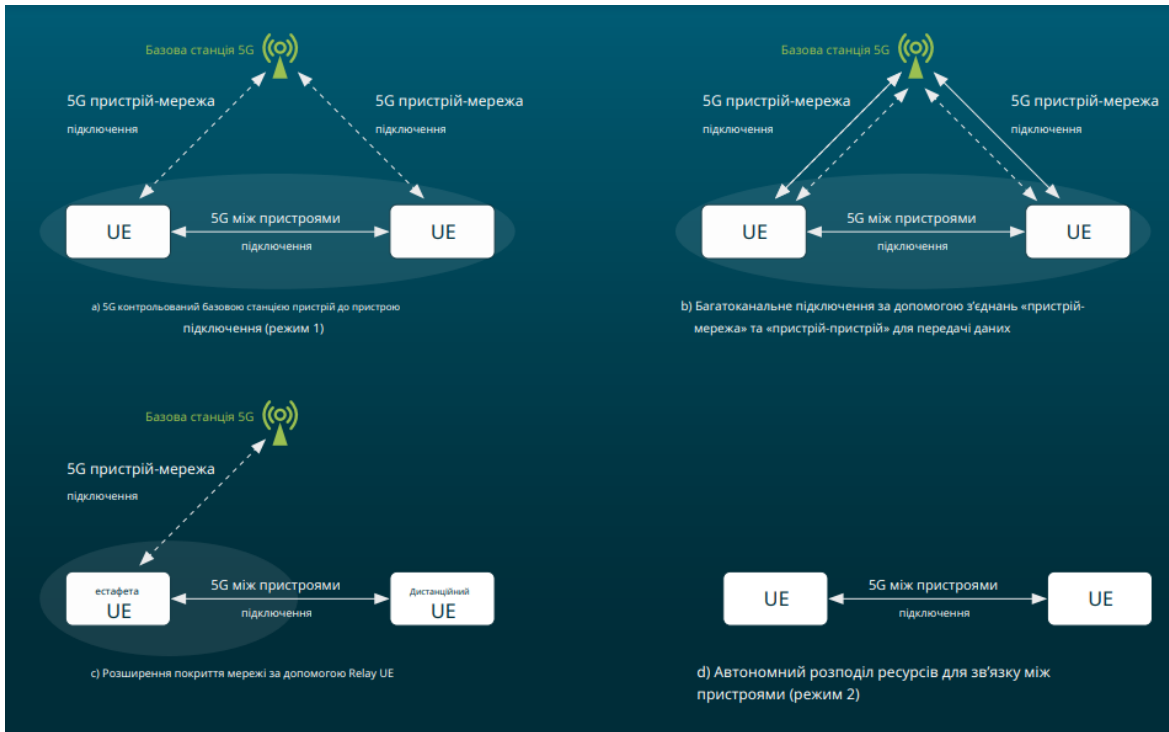 Базова станція 5G
5G пристрій-мережа
підключення
5G пристрій-мережа
підключення
UE
5G між пристроями
підключення
UE
a) 5G контрольований базовою станцією пристрій до пристрою
підключення (режим 1)
Базова станція 5G
5G пристрій-мережа
підключення
5G пристрій-мережа
підключення
UE
5G між пристроями
підключення
UE
b) Багатоканальне підключення за допомогою з'єднань «пристрій-
мережа» та «пристрій-пристрій» для передачі даних
Базова станція 5G
5G пристрій-мережа
підключення
естафета
UE
5G між пристроями
підключення
Дистанційний
UE
c) Розширення покриття мережі за допомогою Relay UE
UE
5G між пристроями
підключення
UE
d) Автономний розподіл ресурсів для зв'язку між
пристроями (режим 2)